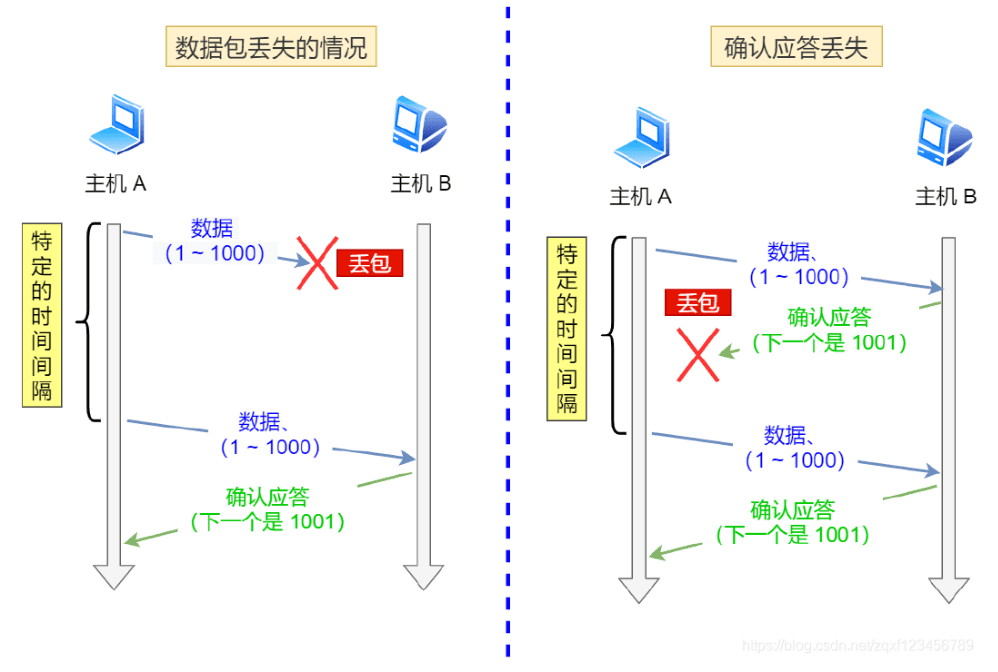 数据包丢失的情况
主机 A
主机 B
特定的时间间隔
数据
(1 ~ 1000)
丢包
数据、
(1 ~ 1000)
确认应答
(下一个是 1001)
确认应答丢失
主机 A
主机 B
特定的时间间隔
数据、
(1 ~ 1000)
丢包
确认应答
(下一个是 1001)
数据、
(1 ~ 1000)
确认应答
(下一个是 1001)
https://blog.csdn.net/zqxf123456789